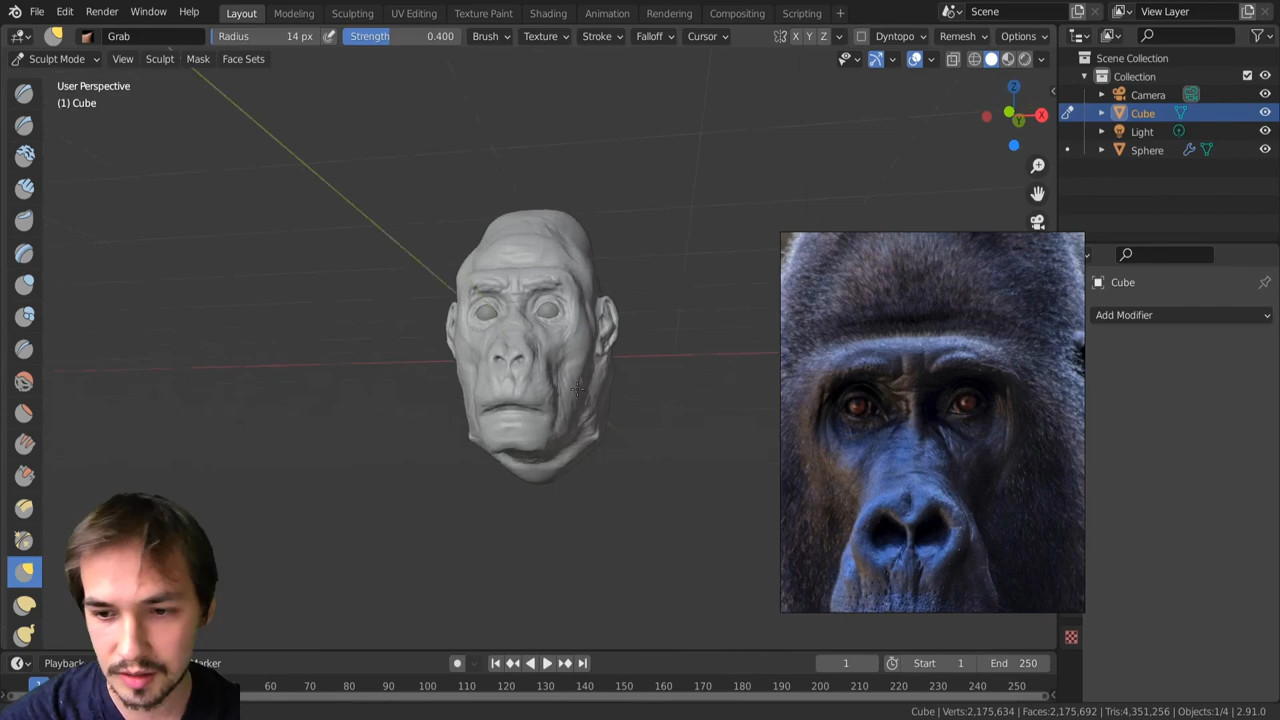 File Edit Render Window Help
Layout Modeling Sculpting UV Editing Texture Paint Shading Animation Rendering Compositing Scripting
Scene
View Layer
Grab
Radius 14 px
Strength 0.400
Brush Texture Stroke Falloff Cursor
X Y Z
Dyntopo Remesh Options
Sculpt Mode View Sculpt Mask Face Sets
User Perspective
(1) Cube
Z
X
Y
Scene Collection
Collection
Camera
Cube
Light
Sphere
Cube
Add Modifier
Playback
Marker
1
Start 1
End 250
60 70 80 90 100 110 120 130 140 150 160 170 180 190 200 210 220 230 240 250
Cube | Verts:2,175,634 | Faces:2,175,692 | Tris:4,351,256 | Objects:1/4 | 2.91.0